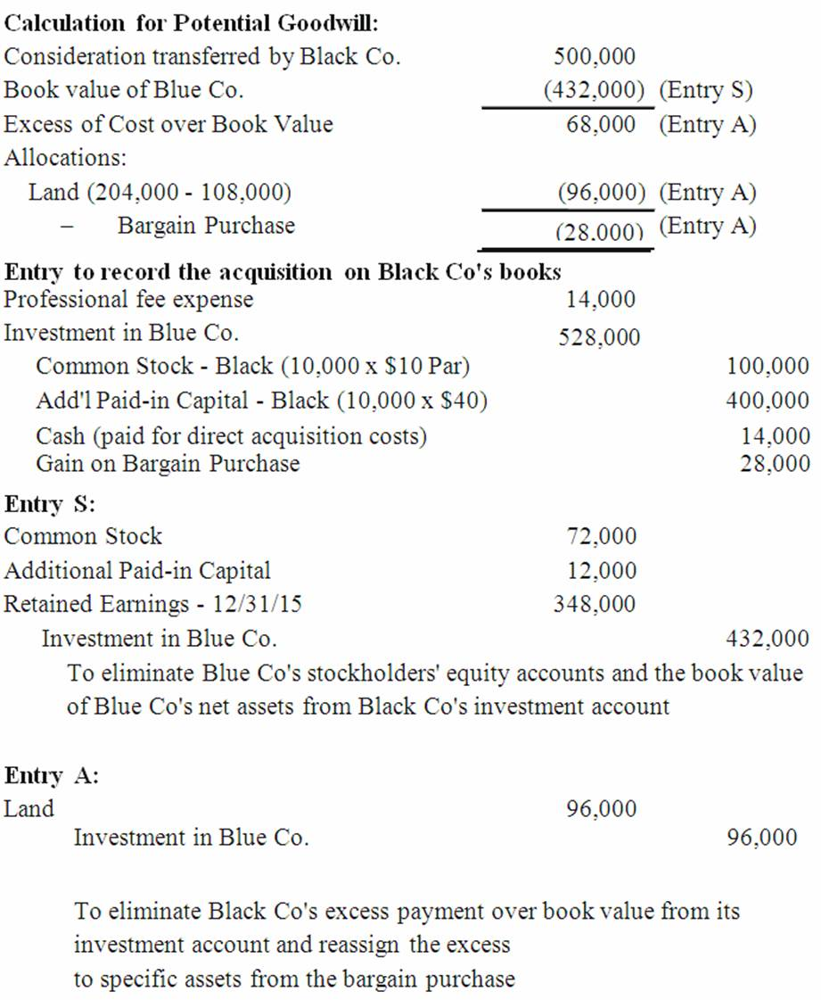 Calculation for Potential Goodwill:
Consideration transferred by Black Co. 500,000
Book value of Blue Co. (432,000) (Entry S)
Excess of Cost over Book Value 68,000 (Entry A)
Allocations:
Land (204,000 - 108,000) (96,000) (Entry A)
– Bargain Purchase (28.000) (Entry A)
Entry to record the acquisition on Black Co's books
Professional fee expense 14,000
Investment in Blue Co. 528,000
Common Stock - Black (10,000 x $10 Par) 100,000
Add'l Paid-in Capital - Black (10,000 x $40) 400,000
Cash (paid for direct acquisition costs) 14,000
Gain on Bargain Purchase 28,000
Entry S:
Common Stock 72,000
Additional Paid-in Capital 12,000
Retained Earnings - 12/31/15 348,000
Investment in Blue Co. 432,000
To eliminate Blue Co's stockholders' equity accounts and the book value
of Blue Co's net assets from Black Co's investment account
Entry A:
Land 96,000
Investment in Blue Co. 96,000
To eliminate Black Co's excess payment over book value from its
investment account and reassign the excess
to specific assets from the bargain purchase